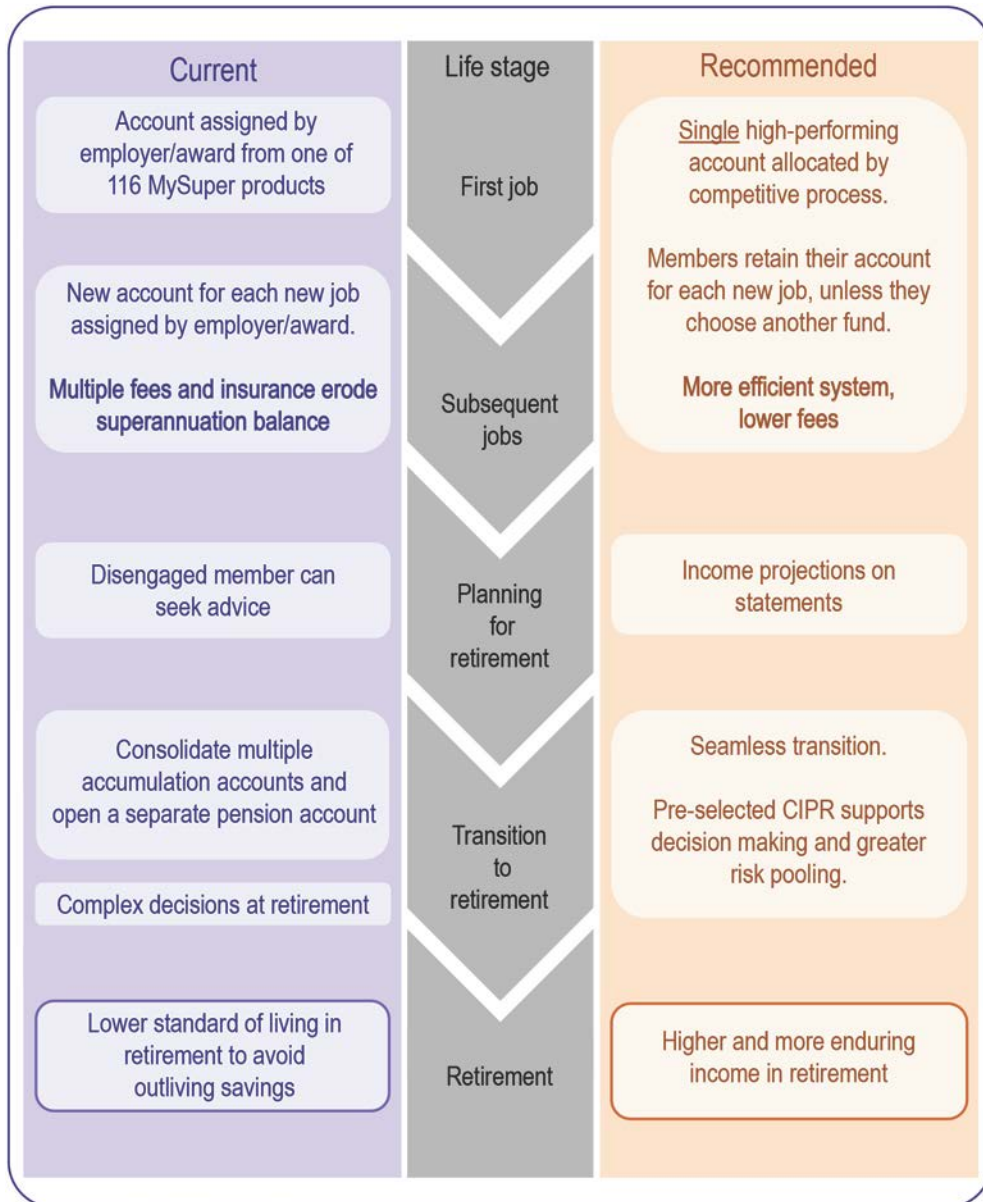 Current
Account assigned by
employer/award from one of
116 MySuper products
New account for each new job
assigned by employer/award.
Multiple fees and insurance erode
superannuation balance
Disengaged member can
seek advice
Consolidate multiple
accumulation accounts and
open a separate pension account
Complex decisions at retirement
Lower standard of living in
retirement to avoid
outliving savings
Life stage
First job
Subsequent
jobs
Planning
for
retirement
Transition
to
retirement
Retirement
Recommended
Single high-performing
account allocated by
competitive process.
Members retain their account
for each new job, unless they
choose another fund.
More efficient system,
lower fees
Income projections on
statements
Seamless transition.
Pre-selected CIPR supports
decision making and greater
risk pooling.
Higher and more enduring
income in retirement